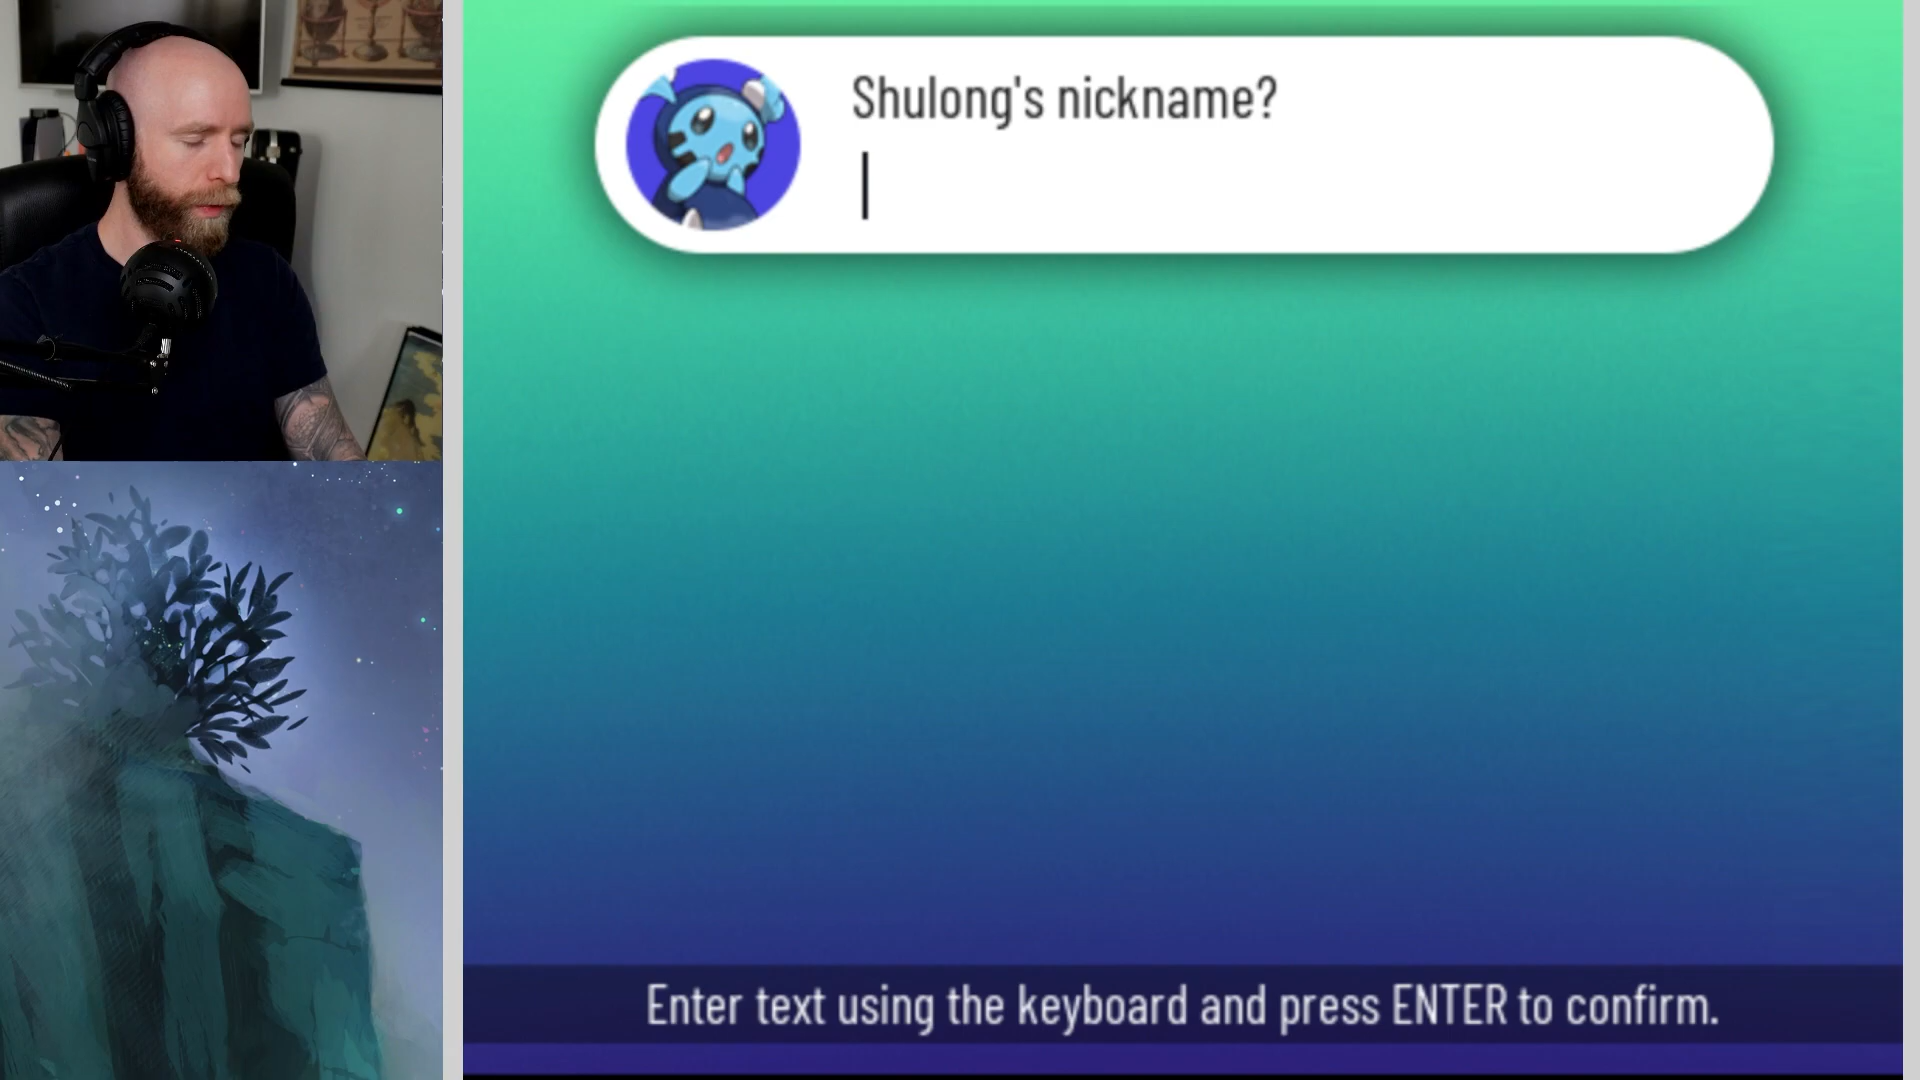 Shulong's nickname?
Enter text using the keyboard and press ENTER to confirm.